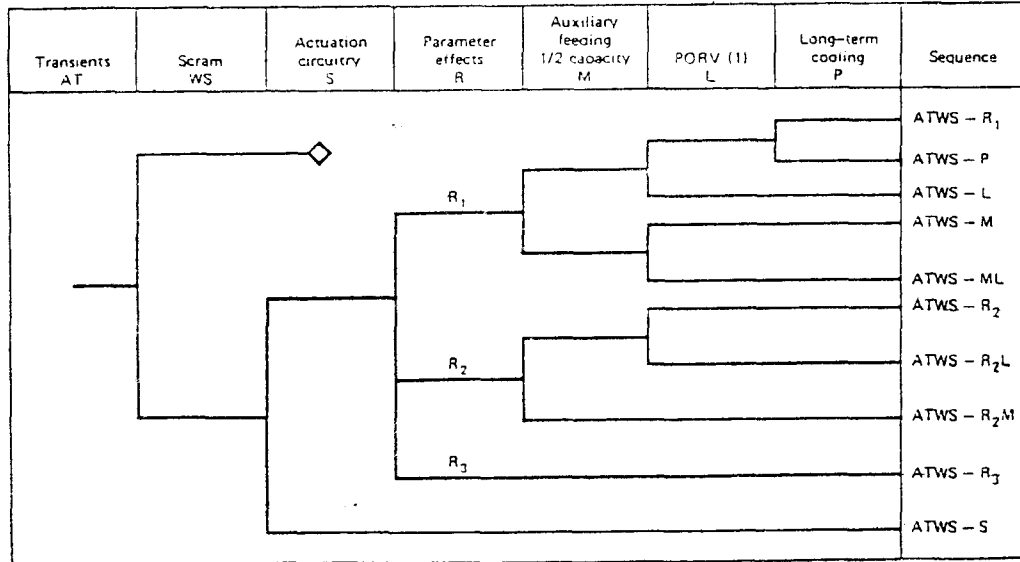 Transients
AT
Scram
WS
Actuation
circuitry
S
Parameter
effects
R
Auxiliary
feeding
1/2 capacity
M
PORV (1)
L
Long-term
cooling
P
Sequence
ATWS – R₁
ATWS – P
ATWS – L
R₁
ATWS – M
ATWS – ML
ATWS – R₂
R₂
ATWS – R₂L
ATWS – R₂M
R₃
ATWS – R₃
ATWS – S